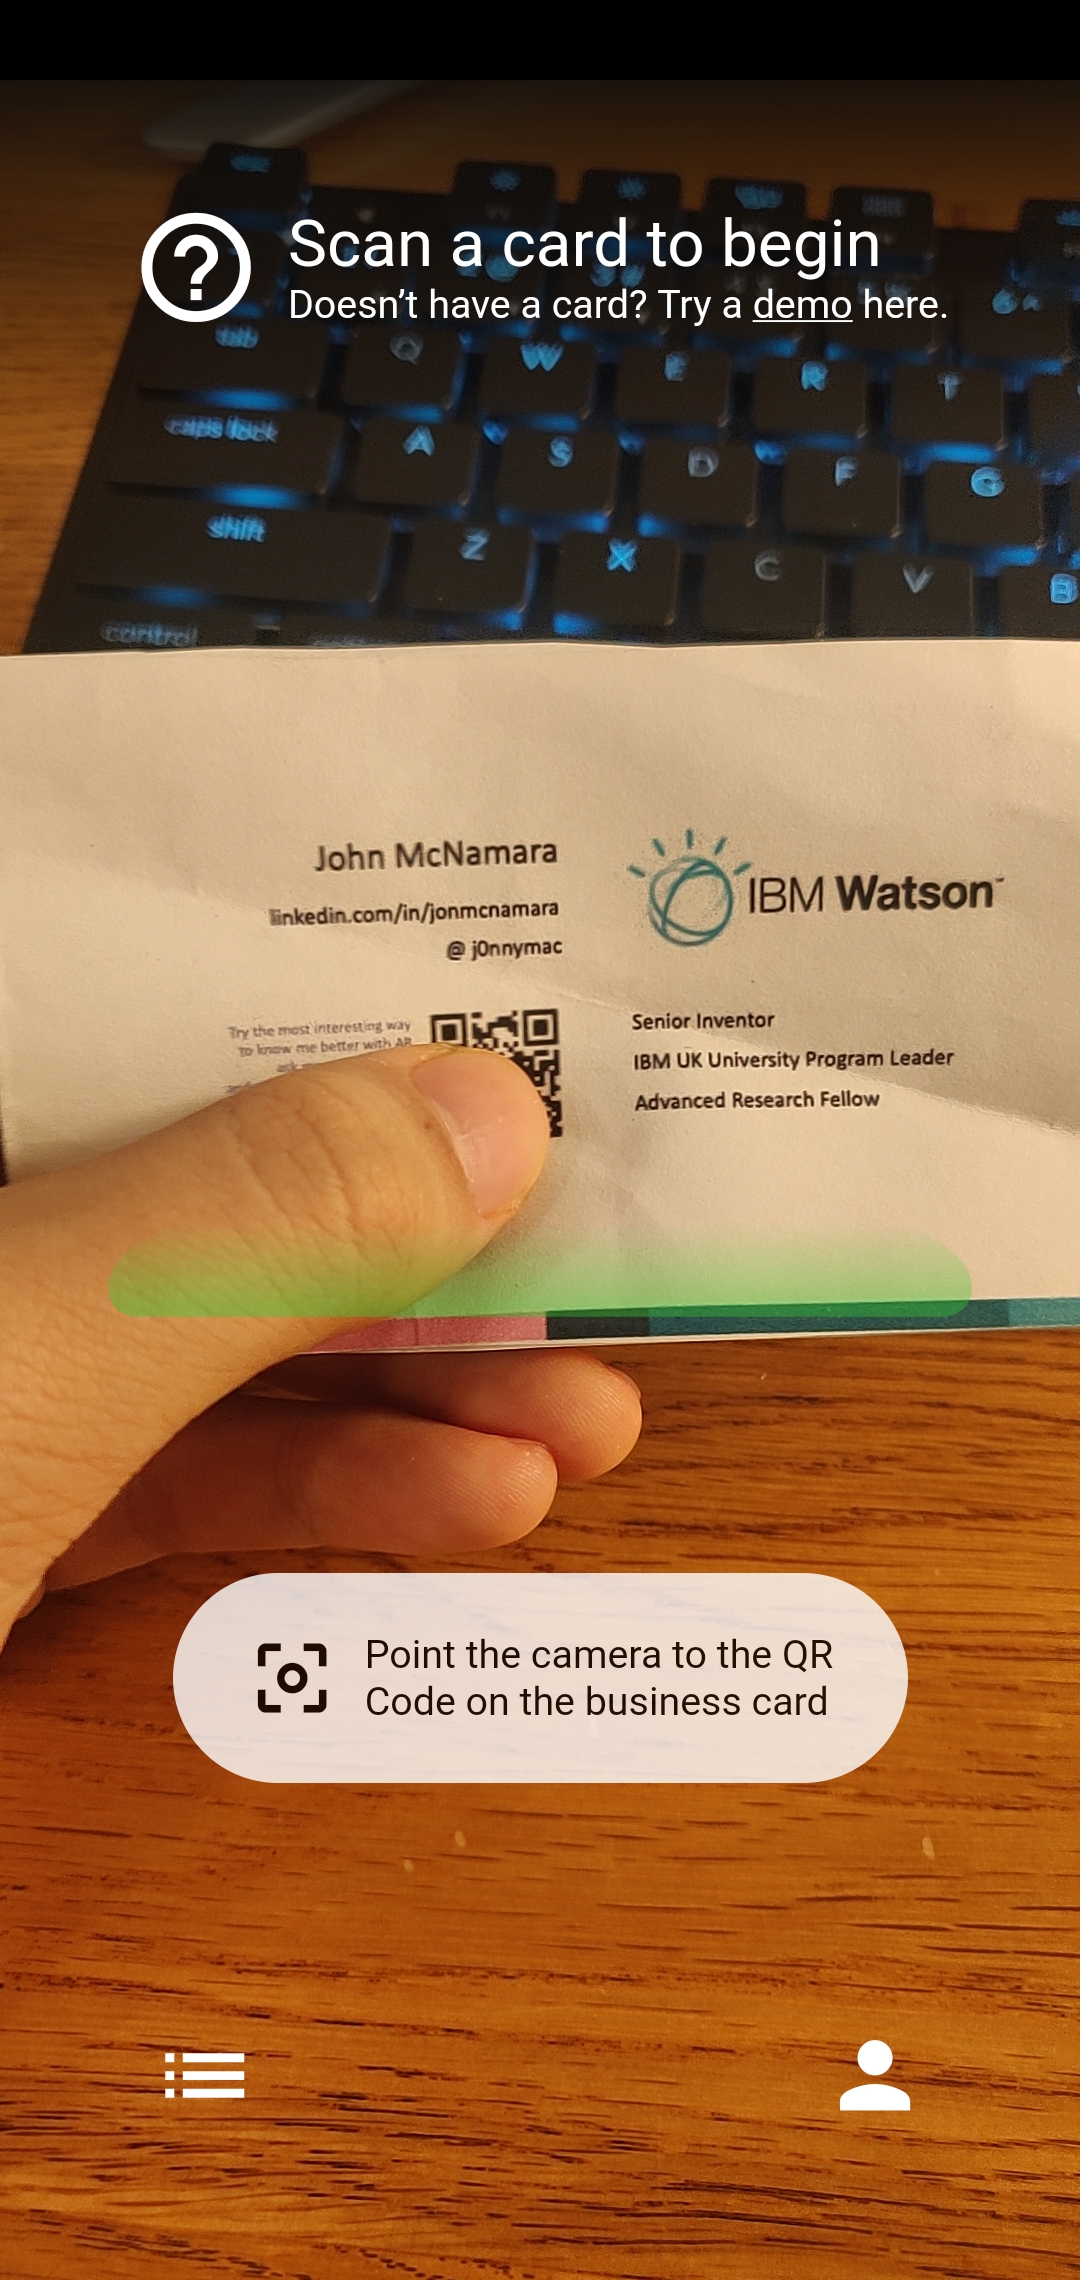 Scan a card to begin
Doesn't have a card? Try a demo here.
tab
Q
W
E
R
T
caps lock
A
S
D
F
G
shift
Z
X
C
V
B
control
John McNamara
linkedin.com/in/jonmcnamara
@ j0nnymac
IBM Watson™
Try the most interesting way
to know me better with AR
Senior Inventor
IBM UK University Program Leader
Advanced Research Fellow
Point the camera to the QR
Code on the business card